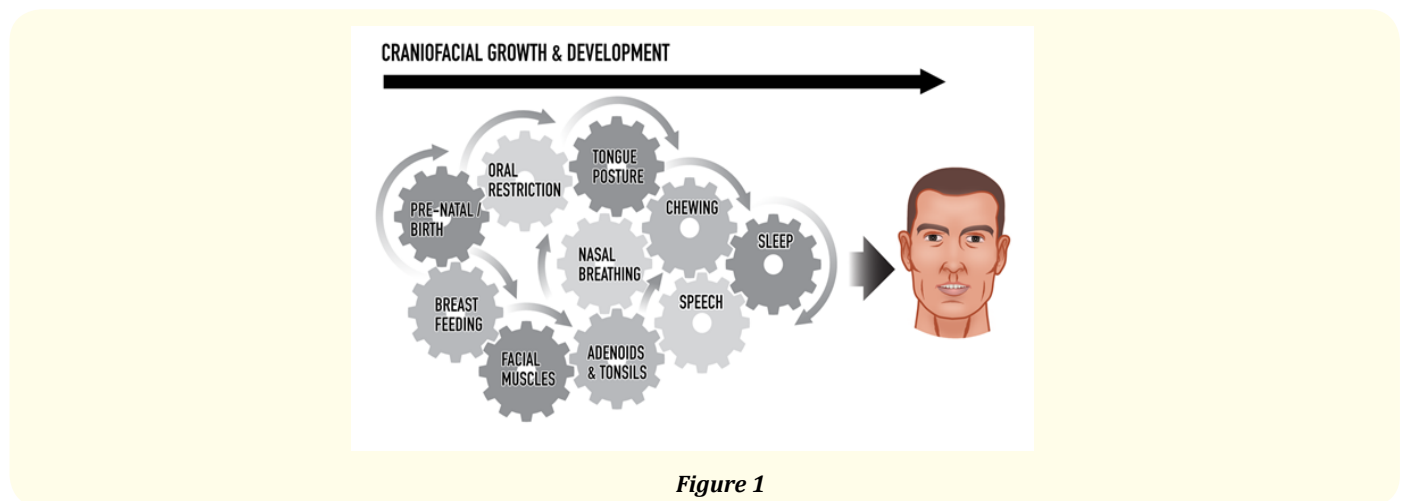 CRANIOFACIAL GROWTH & DEVELOPMENT
ORAL
RESTRICTION
TONGUE
POSTURE
PRE-NATAL /
BIRTH
CHEWING
SLEEP
NASAL
BREATHING
BREAST
FEEDING
SPEECH
FACIAL
MUSCLES
ADENOIDS
& TONSILS
Figure 1